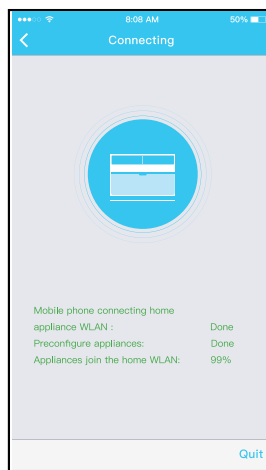 8:08 AM 50%
Connecting
Mobile phone connecting home
appliance WLAN : Done
Preconfigure appliances: Done
Appliances join the home WLAN: 99%
Quit